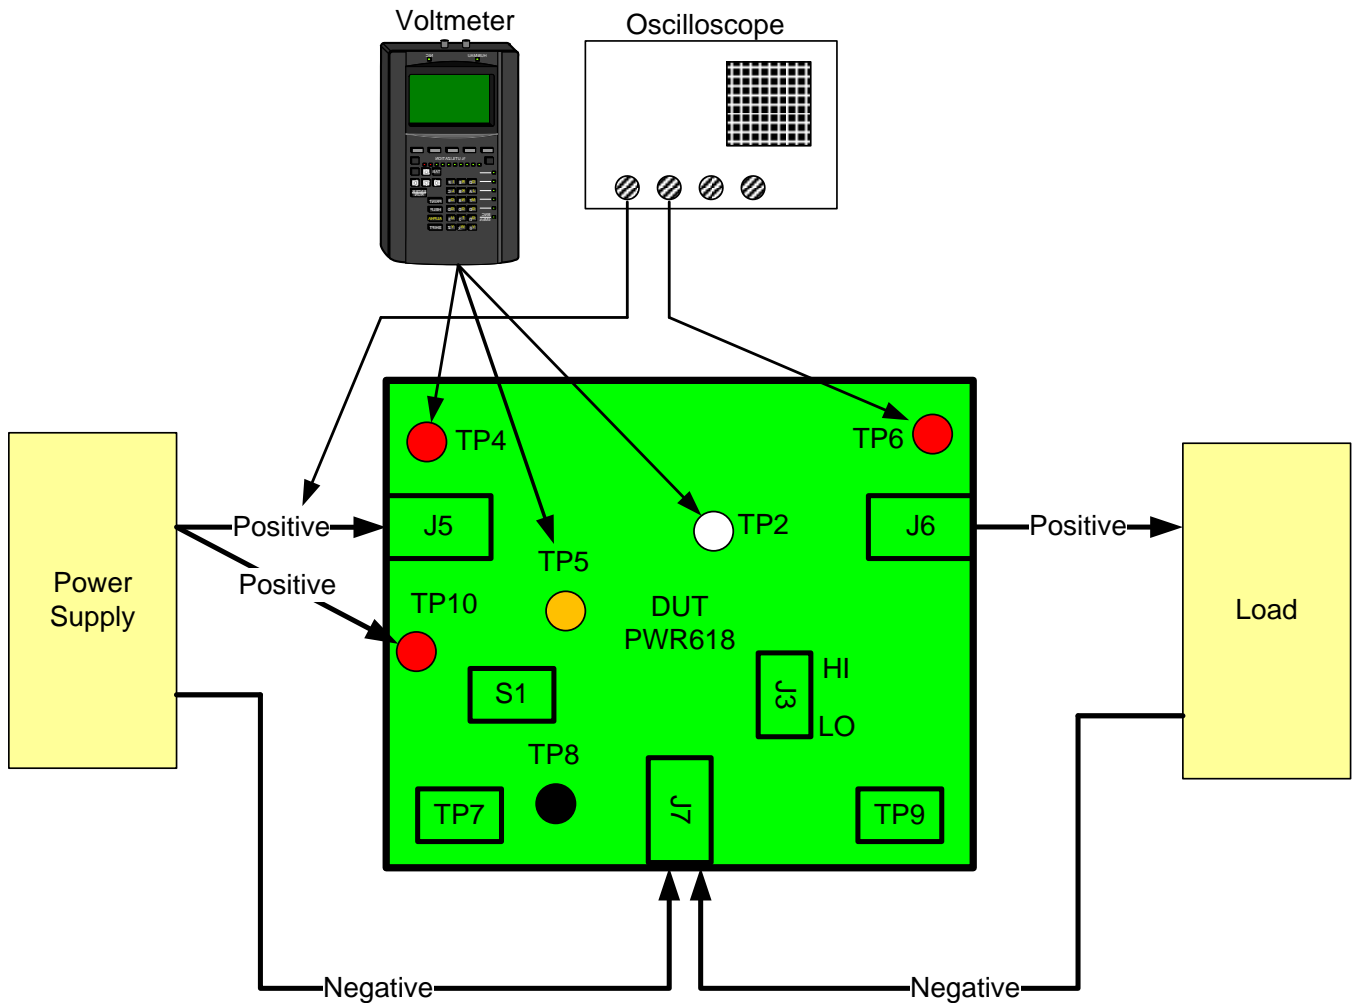 Voltmeter
Oscilloscope
TP4
TP6
Positive
J5
TP2
J6
Positive
TP5
Positive
Power
Supply
TP10
DUT
PWR618
Load
HI
S1
J3
LO
TP8
TP7
J7
TP9
Negative
Negative